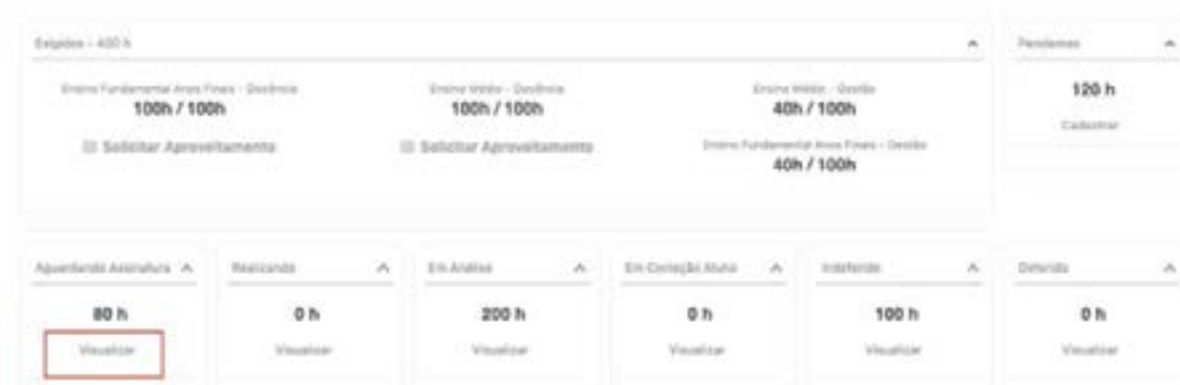 Exigidos - 400 h
Pendentes
Ensino Fundamental Anos Finais - Docência
100h / 100h
Solicitar Aproveitamento
Ensino Médio - Docência
100h / 100h
Solicitar Aproveitamento
Ensino Médio - Gestão
40h / 100h
Ensino Fundamental Anos Finais - Gestão
40h / 100h
120 h
Cadastrar
Aguardando Assinatura
Realizando
Em Análise
Em Correção Aluno
Indeferido
Deferido
80 h
0 h
200 h
0 h
100 h
0 h
Visualizar
Visualizar
Visualizar
Visualizar
Visualizar
Visualizar